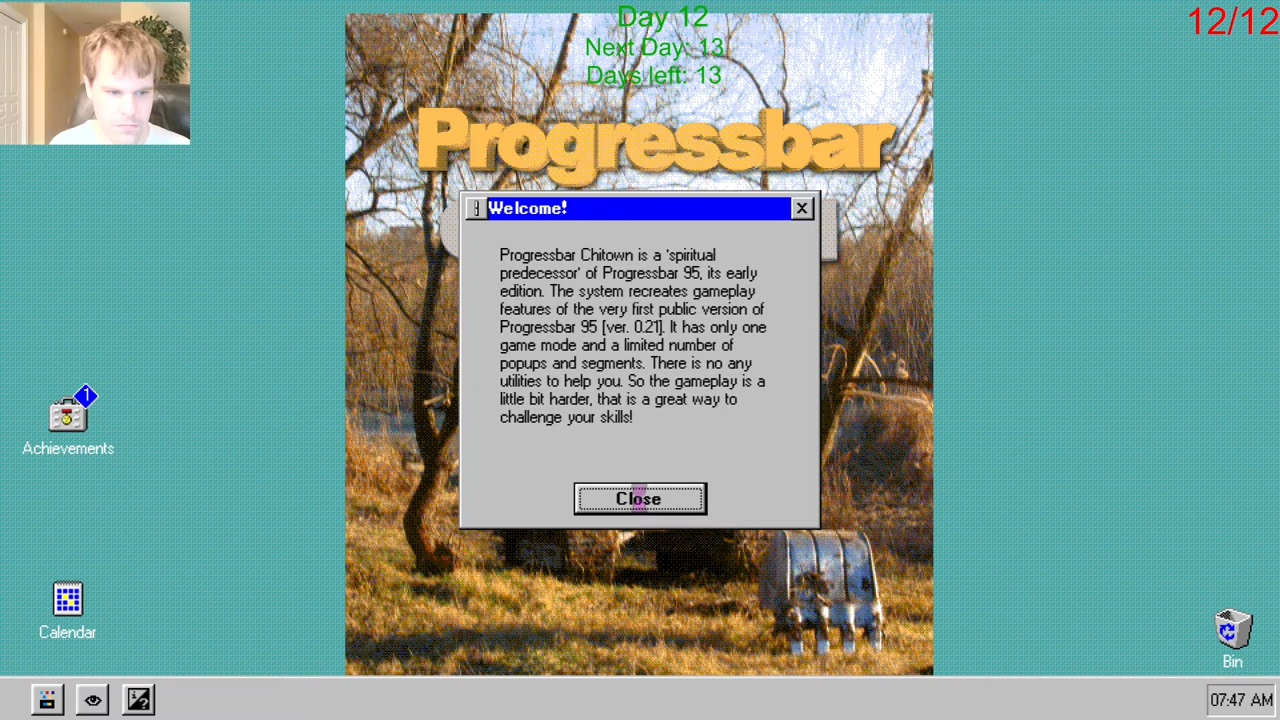 Day 12
Next Day: 13
Days left: 13
12/12
Progressbar
Welcome!
Progressbar Chitown is a 'spiritual
predecessor' of Progressbar 95, its early
edition. The system recreates gameplay
features of the very first public version of
Progressbar 95 [ver. 0.21]. It has only one
game mode and a limited number of
popups and segments. There is no any
utilities to help you. So the gameplay is a
little bit harder, that is a great way to
challenge your skills!
Close
1
Achievements
Calendar
Bin
07:47 AM